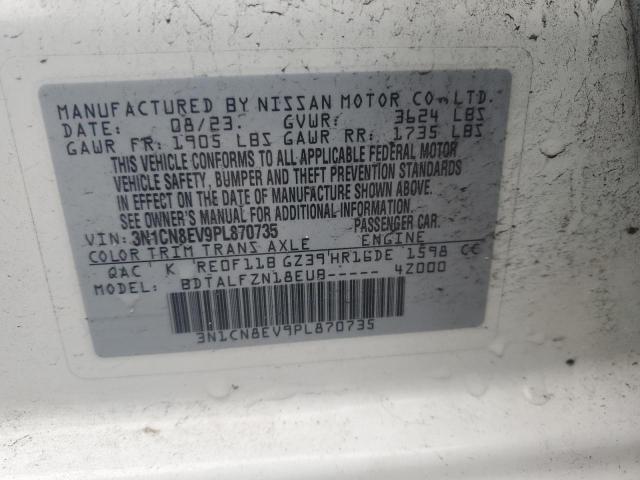 MANUFACTURED BY NISSAN MOTOR CO., LTD.
DATE: 08/23. GVWR: 3624 LBS
GAWR FR: 1905 LBS GAWR RR: 1735 LBS
THIS VEHICLE CONFORMS TO ALL APPLICABLE FEDERAL MOTOR
VEHICLE SAFETY, BUMPER AND THEFT PREVENTION STANDARDS
IN EFFECT ON THE DATE OF MANUFACTURE SHOWN ABOVE.
SEE OWNER'S MANUAL FOR ADDITIONAL INFORMATION.
VIN: 3N1CN8EV9PL870735 PASSENGER CAR.
COLOR TRIM TRANS AXLE ENGINE
QAC K RE0F11B GZ39 HR16DE 1598 CC
MODEL: BDTALFZN18EUB----- 4Z000
3N1CN8EV9PL870735